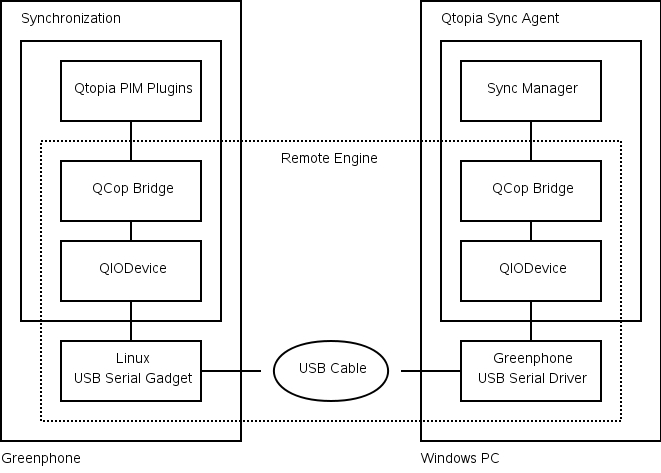 Synchronization
Qtopia Sync Agent
Qtopia PIM Plugins
Sync Manager
Remote Engine
QCop Bridge
QCop Bridge
QIODevice
QIODevice
Linux
USB Serial Gadget
USB Cable
Greenphone
USB Serial Driver
Greenphone
Windows PC